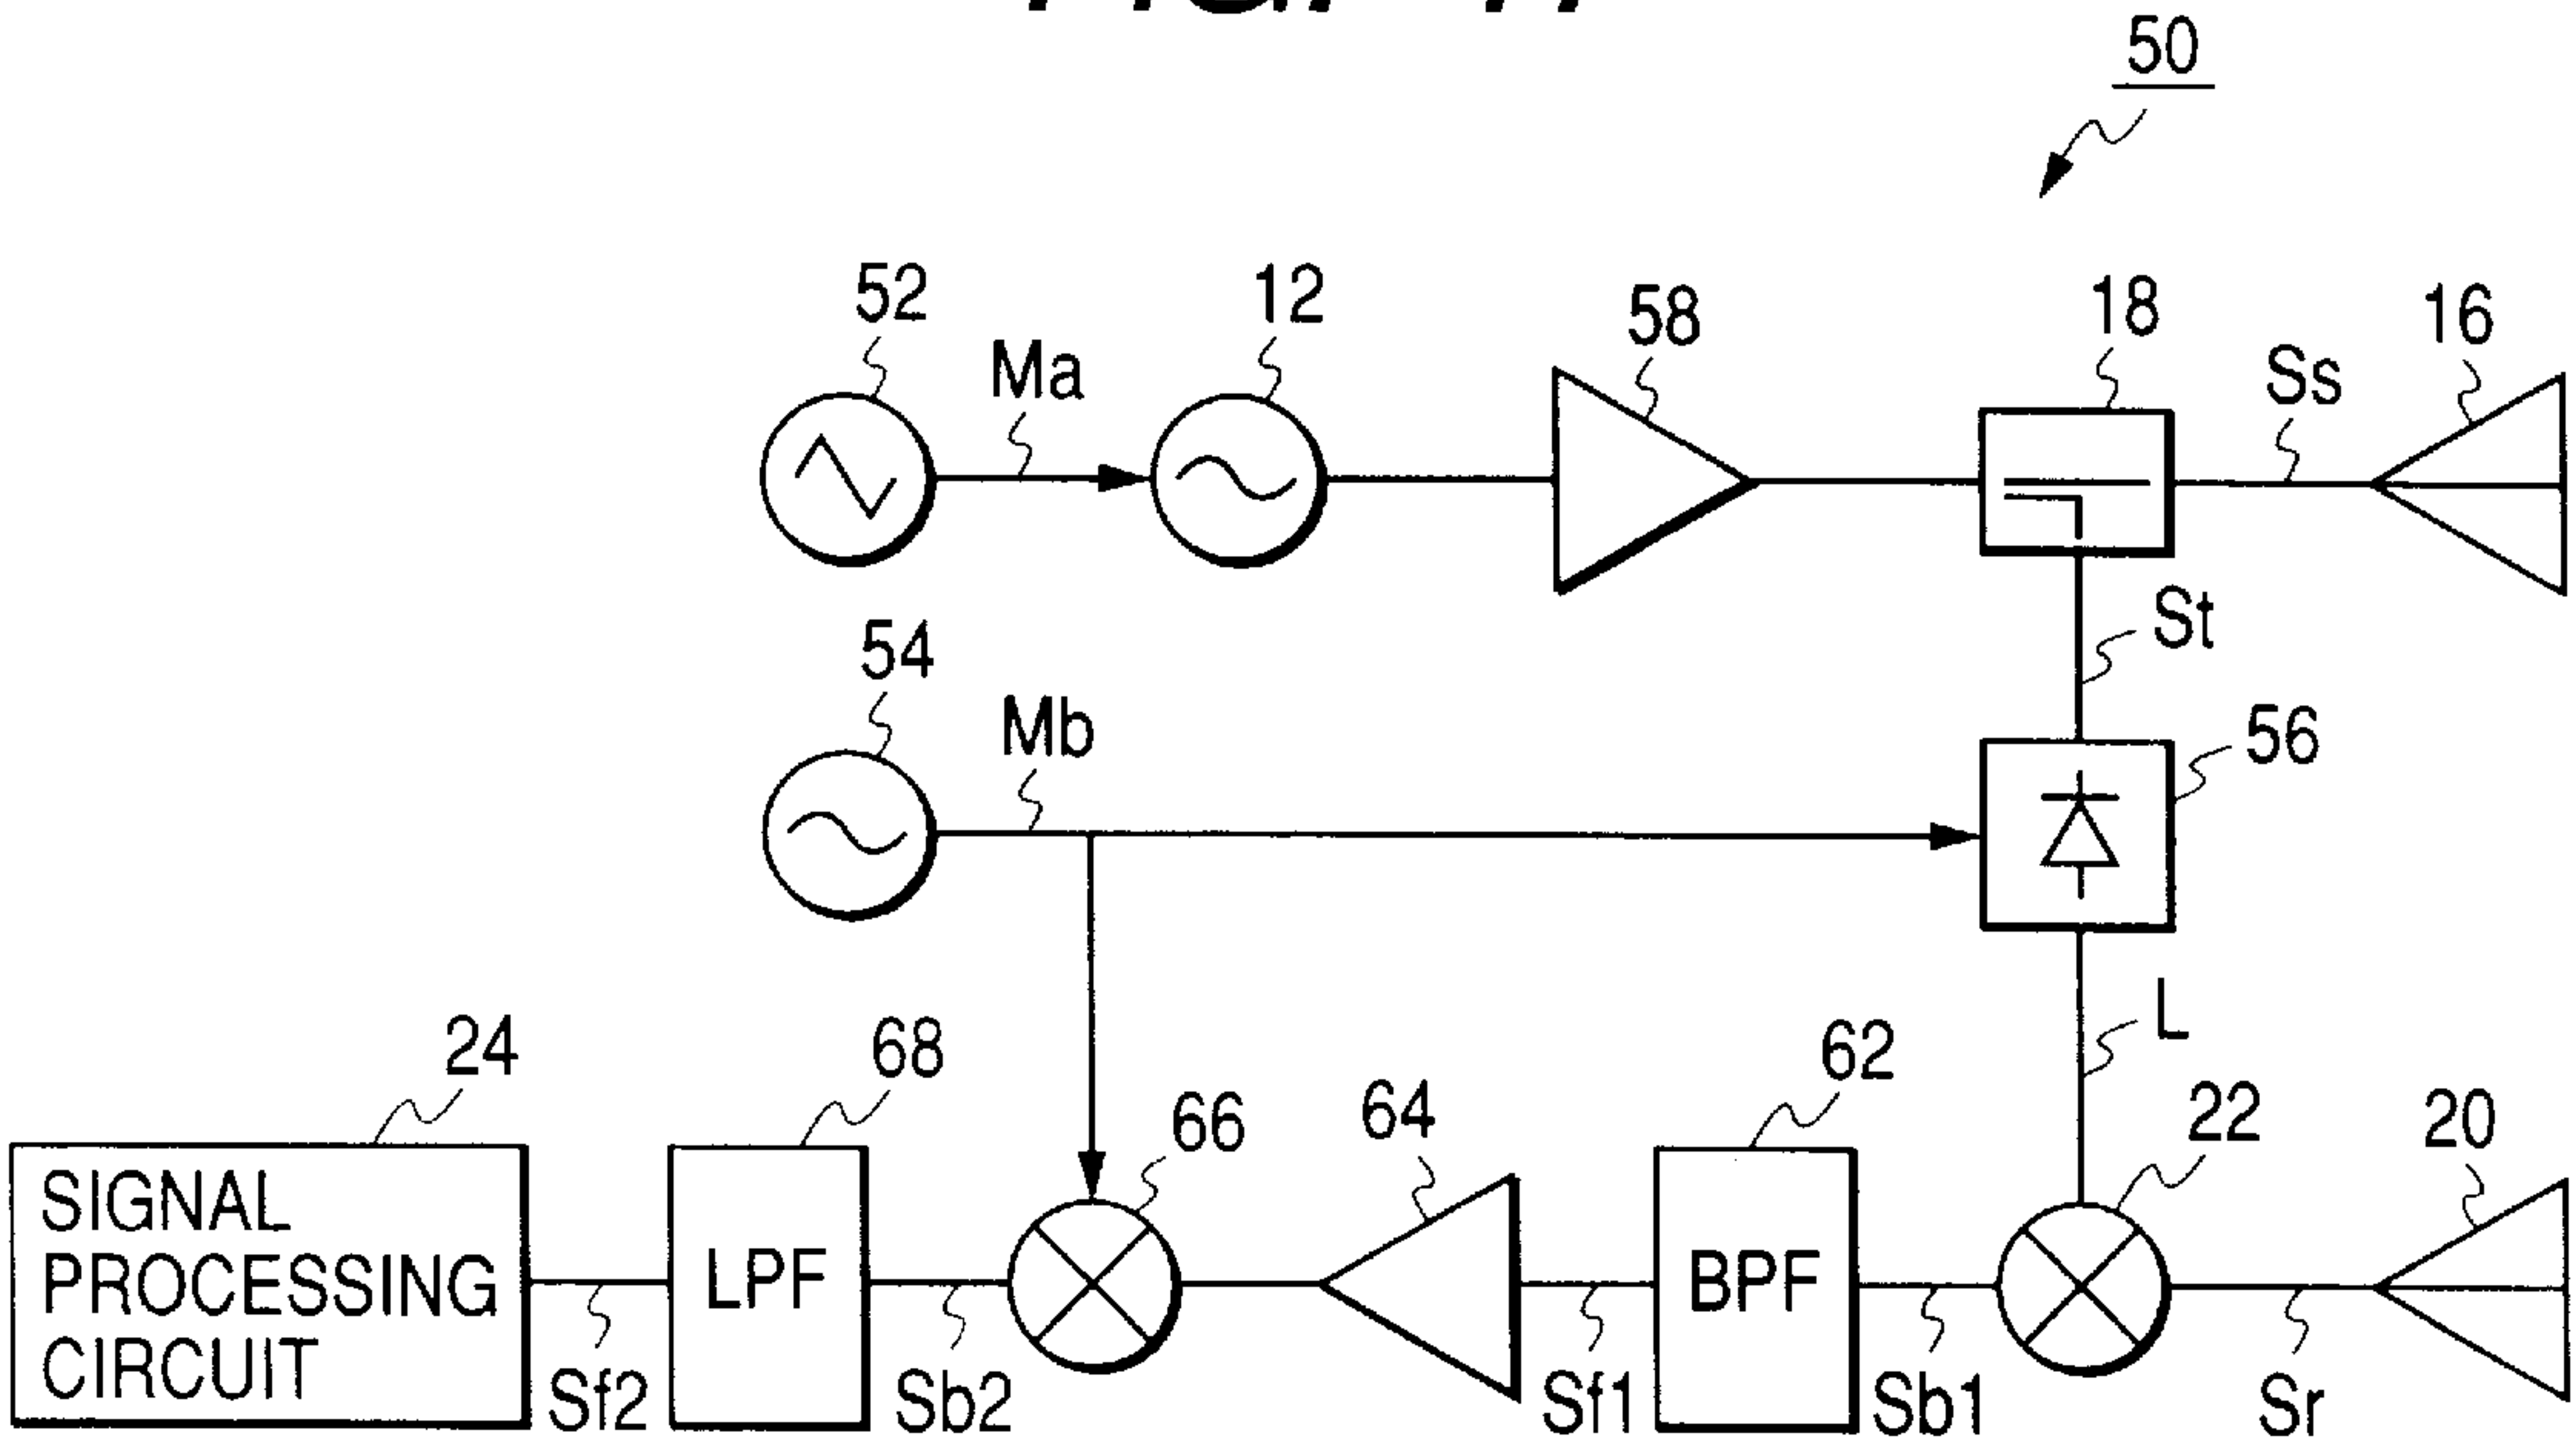 50
52
Ma
12
58
18
Ss
16
St
54
Mb
56
L
24
68
66
64
62
22
20
SIGNAL
PROCESSING
CIRCUIT
LPF
BPF
Sf2
Sb2
Sf1
Sb1
Sr